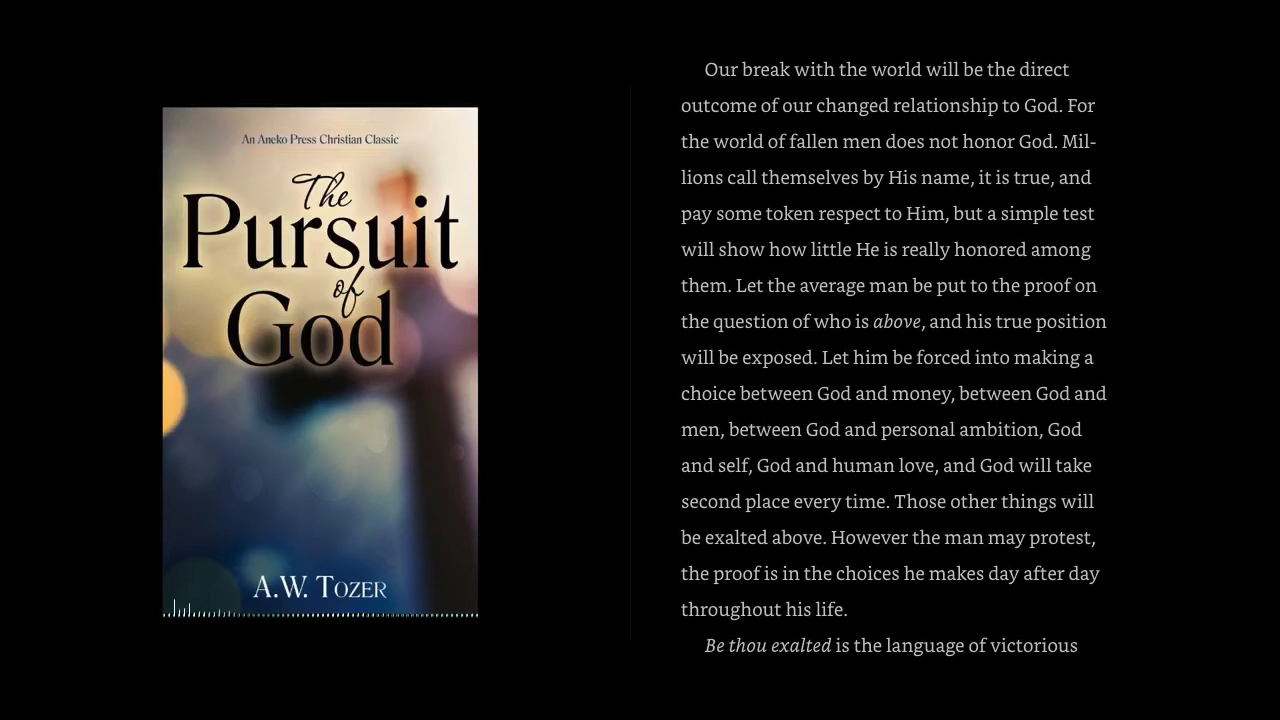 An Aneko Press Christian Classic
The
Pursuit
of
God
A.W. Tozer
Our break with the world will be the direct
outcome of our changed relationship to God. For
the world of fallen men does not honor God. Mil-
lions call themselves by His name, it is true, and
pay some token respect to Him, but a simple test
will show how little He is really honored among
them. Let the average man be put to the proof on
the question of who is above, and his true position
will be exposed. Let him be forced into making a
choice between God and money, between God and
men, between God and personal ambition, God
and self, God and human love, and God will take
second place every time. Those other things will
be exalted above. However the man may protest,
the proof is in the choices he makes day after day
throughout his life.
Be thou exalted is the language of victorious